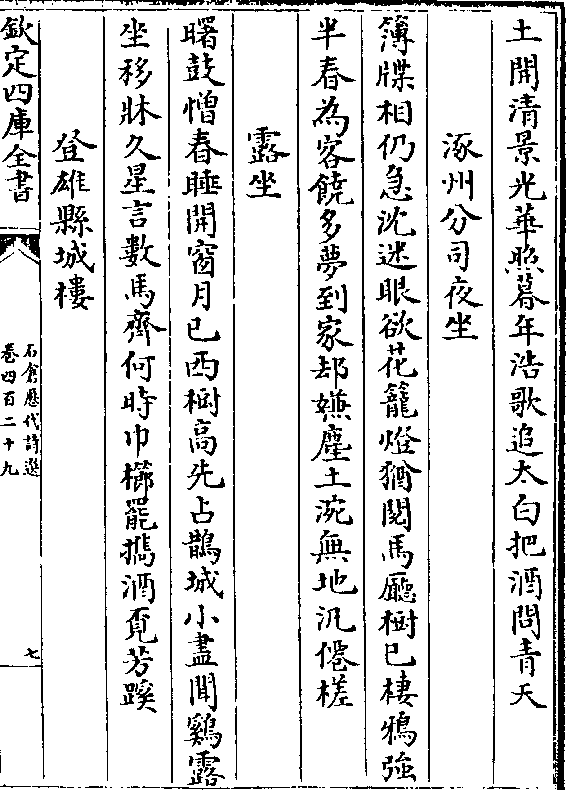 土開清景光華照暮年浩歌追太白把酒問青天
涿州分司夜坐
簿牒相仍急沈迷眼欲花籠燈猶閱馬廳樹已棲鴉強
半春為客饒多夢到家却嫌塵土涴無地汎僊槎
露坐
曙鼓憎春睡開窗月已西樹高先占鵲城小盡聞鷄露
坐移牀久星言數馬齊何時巾櫛罷擕酒覔芳蹊
登雄縣城樓
欽定四庫全書
石倉歷代詩選
卷四百二十九
七